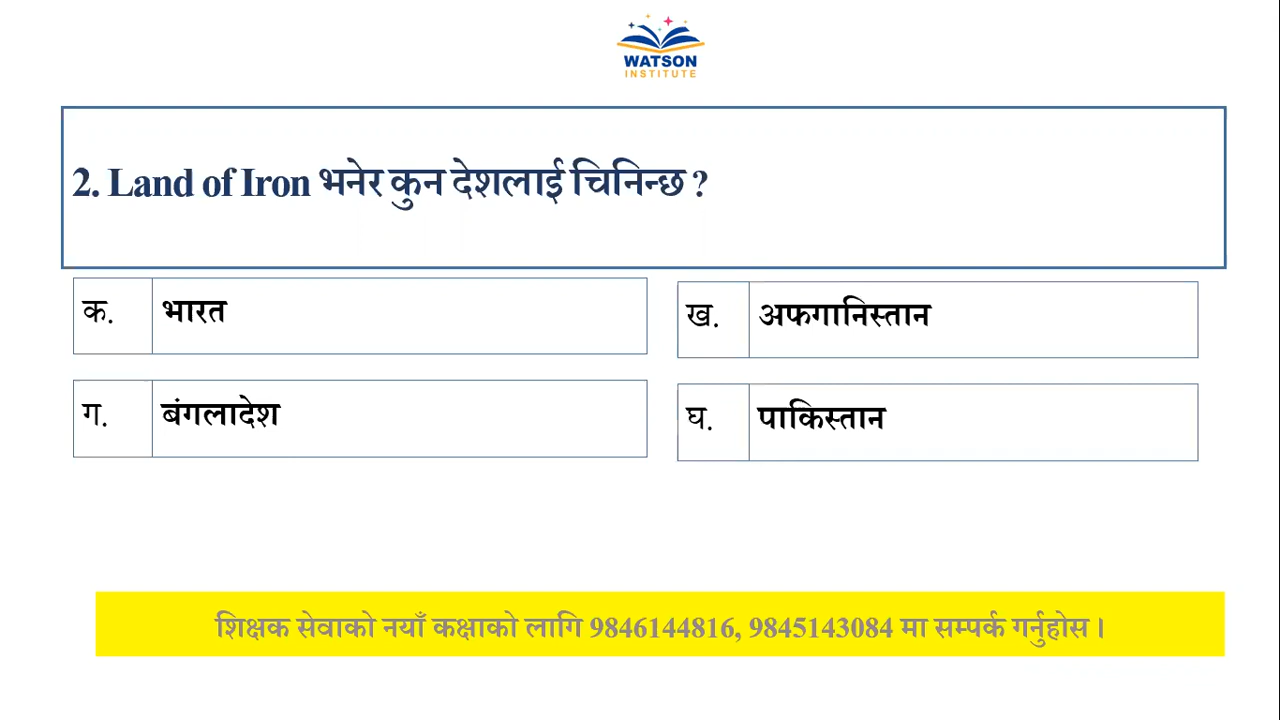 WATSON
INSTITUTE
2. Land of Iron भनेर कुन देशलाई चिनिन्छ ?
क. भारत
ख. अफगानिस्तान
ग. बंगलादेश
घ. पाकिस्तान
शिक्षक सेवाको नयाँ कक्षाको लागि 9846144816, 9845143084 मा सम्पर्क गर्नुहोस ।